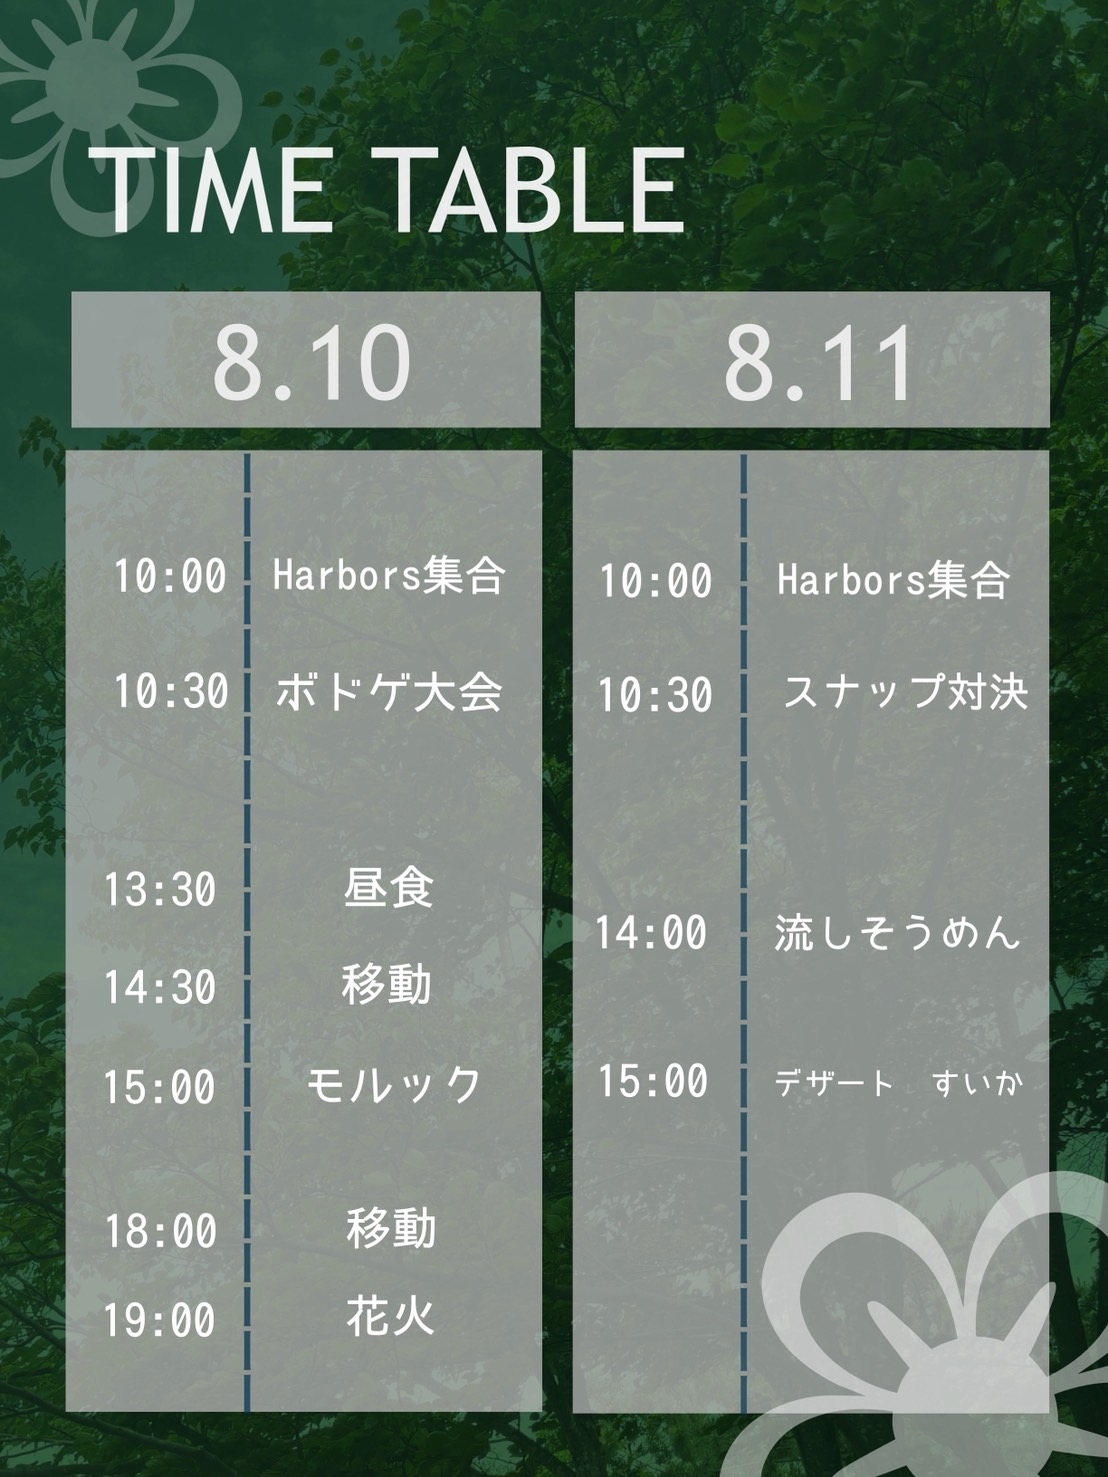 TIME TABLE
8.10
10:00 Harbors集合
10:30 ボドゲ大会
13:30 昼食
14:30 移動
15:00 モルック
18:00 移動
19:00 花火
8.11
10:00 Harbors集合
10:30 スナップ対決
14:00 流しそうめん
15:00 デザート　すいか